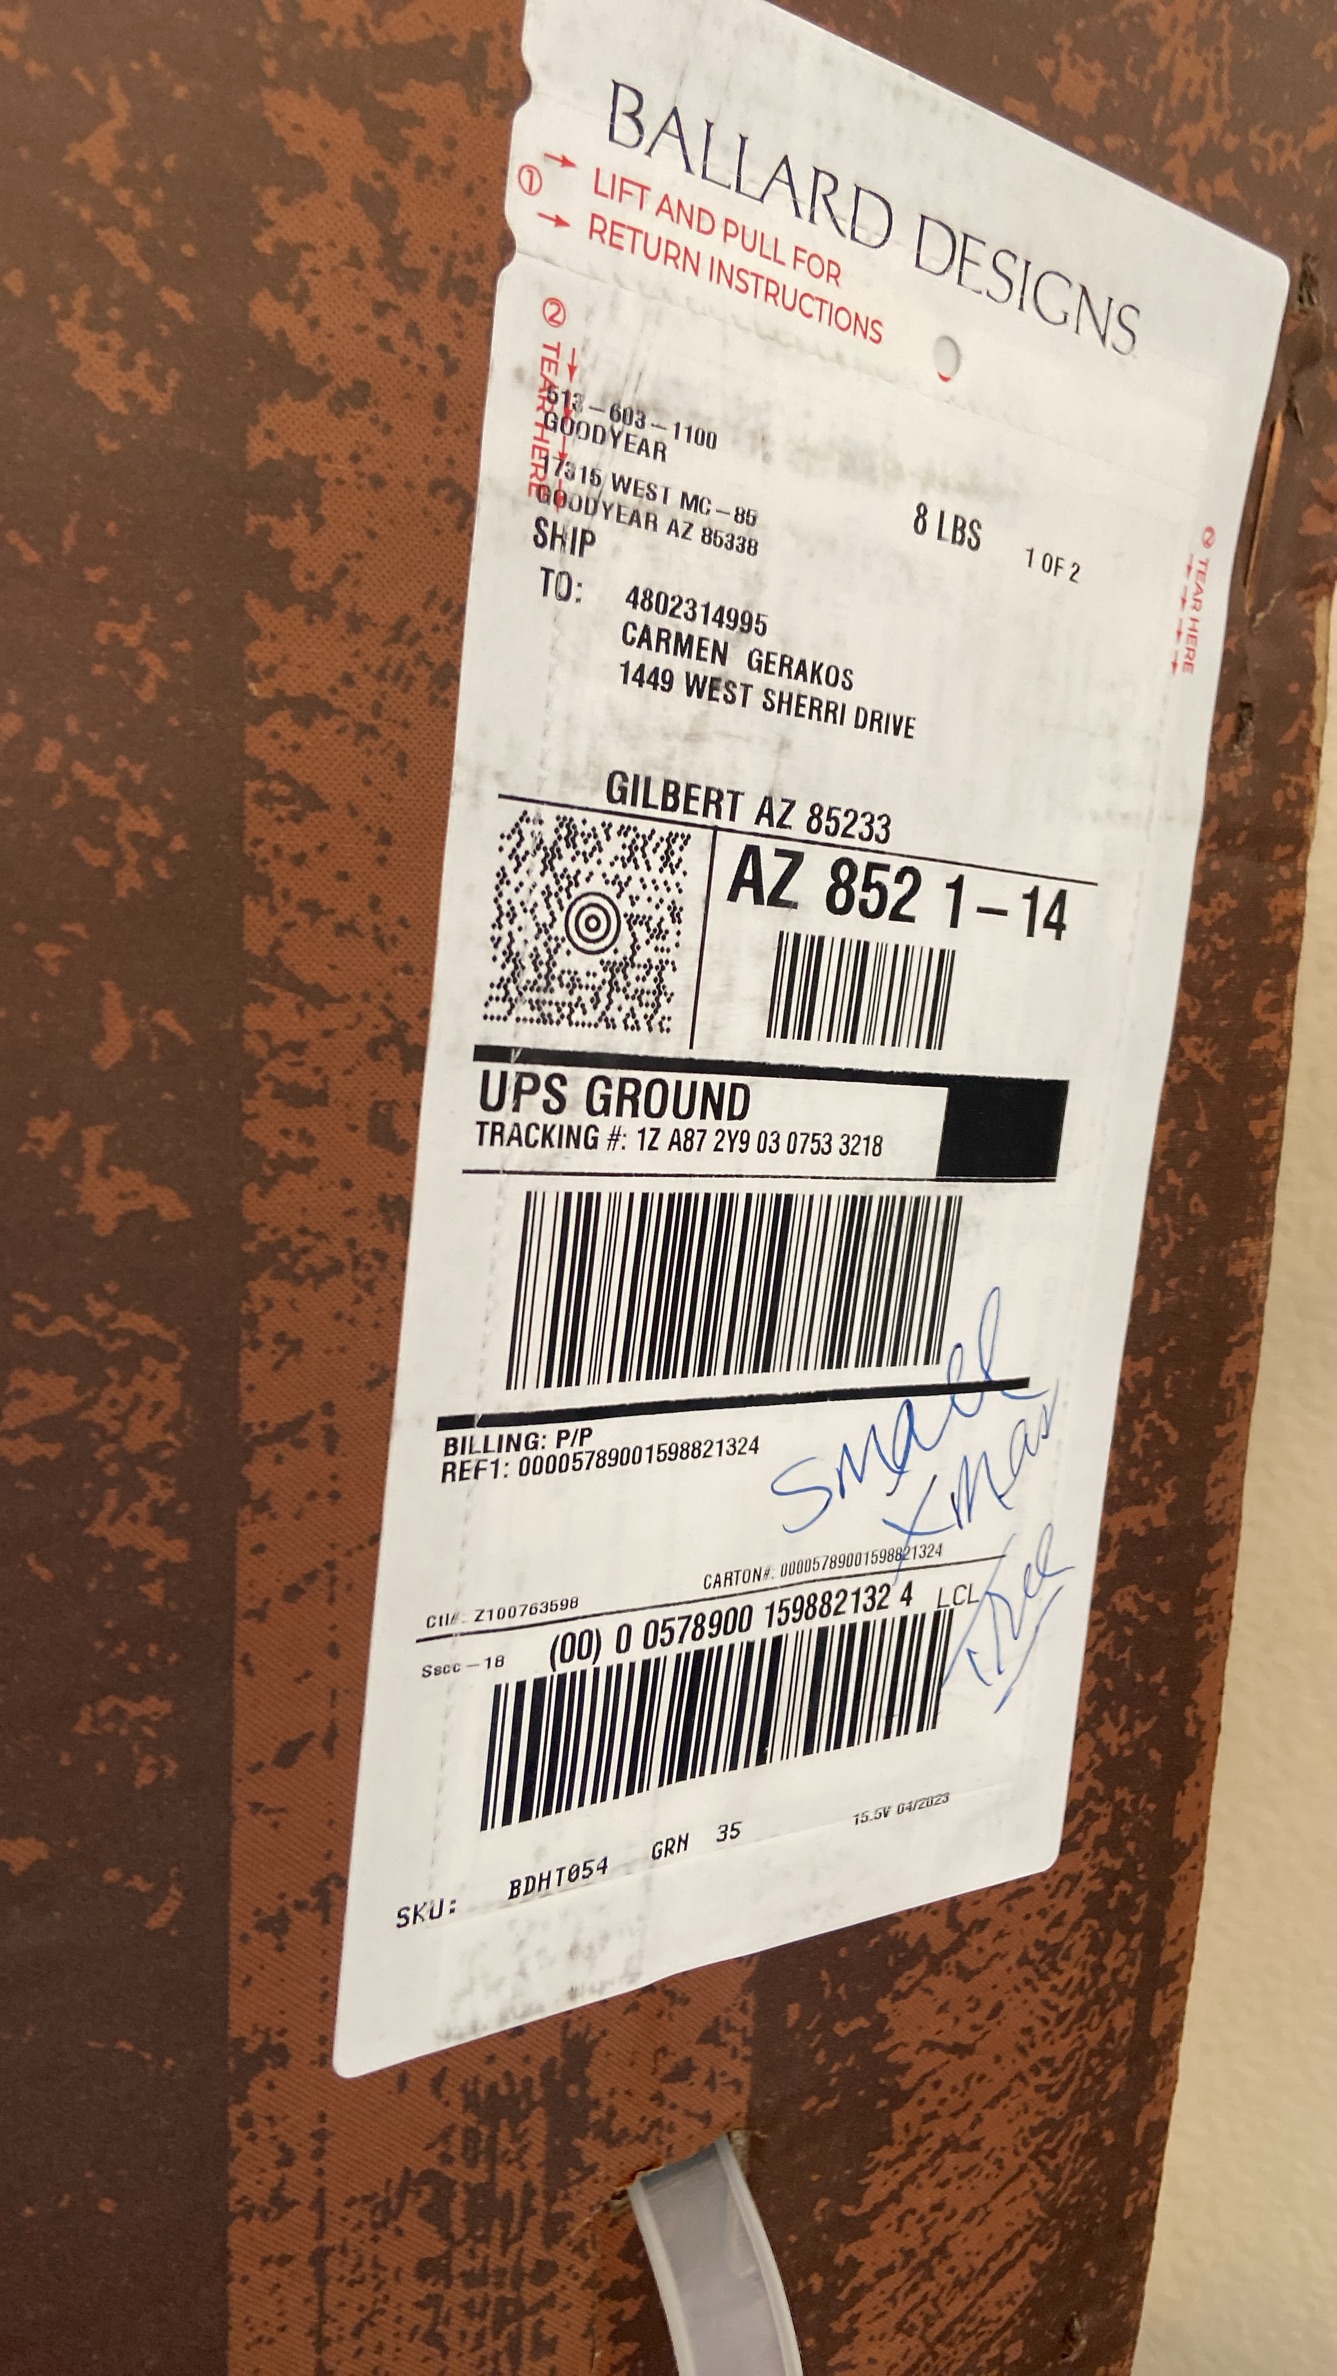 BALLARD DESIGNS
① → LIFT AND PULL FOR
→ RETURN INSTRUCTIONS
② TEAR HERE
513-603-1100
GOODYEAR
17315 WEST MC-85
GOODYEAR AZ 85338
8 LBS 1 OF 2
② TEAR HERE
SHIP
TO: 4802314995
CARMEN GERAKOS
1449 WEST SHERRI DRIVE
GILBERT AZ 85233
AZ 852 1-14
UPS GROUND
TRACKING #: 1Z A87 2Y9 03 0753 3218
BILLING: P/P
REF1: 00005789001598821324
small
xmas
tree
CARTON#: 00005789001598821324
Ctl#: Z100763598
Sscc-18 (00) 0 0578900 159882132 4 LCL
SKU: BDHT054 GRN 35
15.5V 04/2023